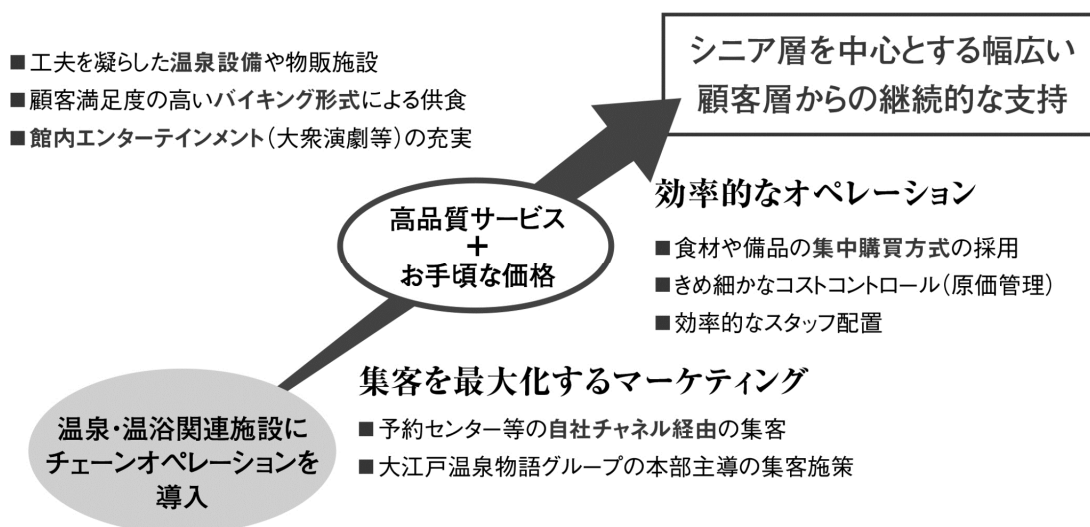 ■工夫を凝らした温泉設備や物販施設
■顧客満足度の高いバイキング形式による供食
■館内エンターテインメント(大衆演劇等)の充実
シニア層を中心とする幅広い
顧客層からの継続的な支持
高品質サービス
+
お手頃な価格
効率的なオペレーション
■食材や備品の集中購買方式の採用
■きめ細かなコストコントロール(原価管理)
■効率的なスタッフ配置
集客を最大化するマーケティング
■予約センター等の自社チャネル経由の集客
■大江戸温泉物語グループの本部主導の集客施策
温泉・温浴関連施設に
チェーンオペレーションを
導入